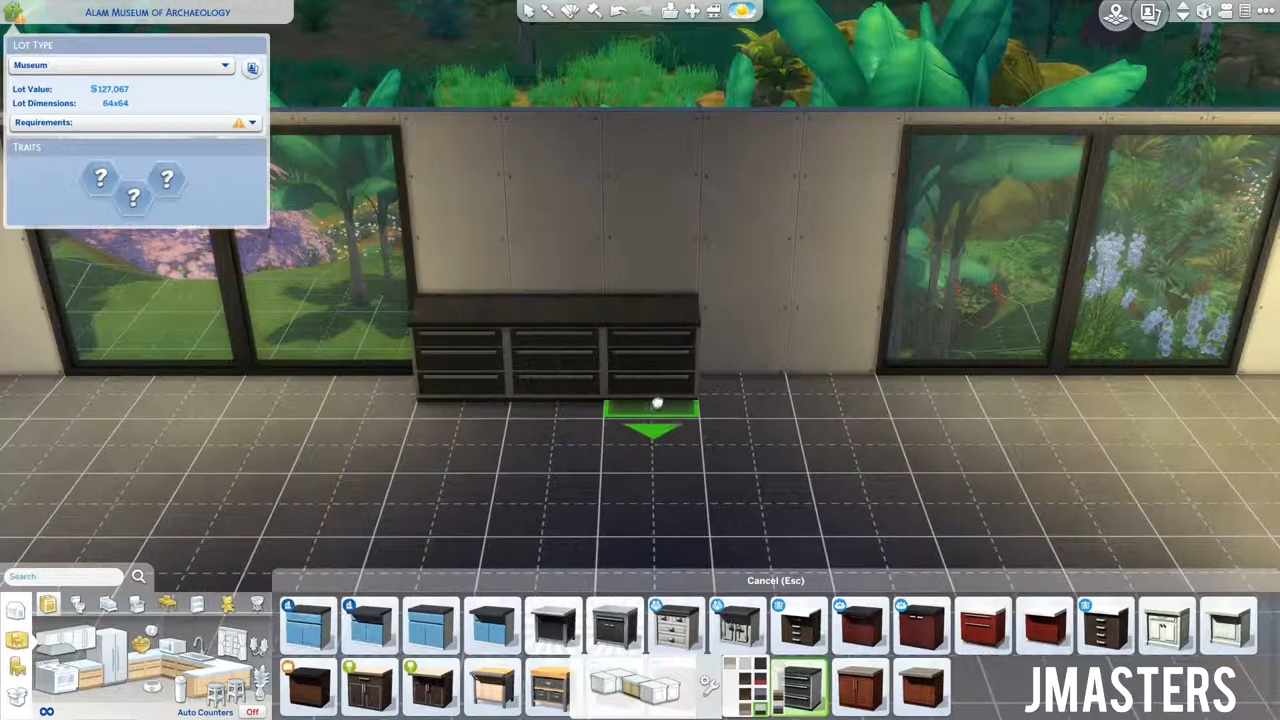 ALAM MUSEUM OF ARCHAEOLOGY
LOT TYPE
Museum
Lot Value: §127,067
Lot Dimensions: 64x64
Requirements:
TRAITS
? ? ?
Cancel (Esc)
Search
Auto Counters Off
JMASTERS